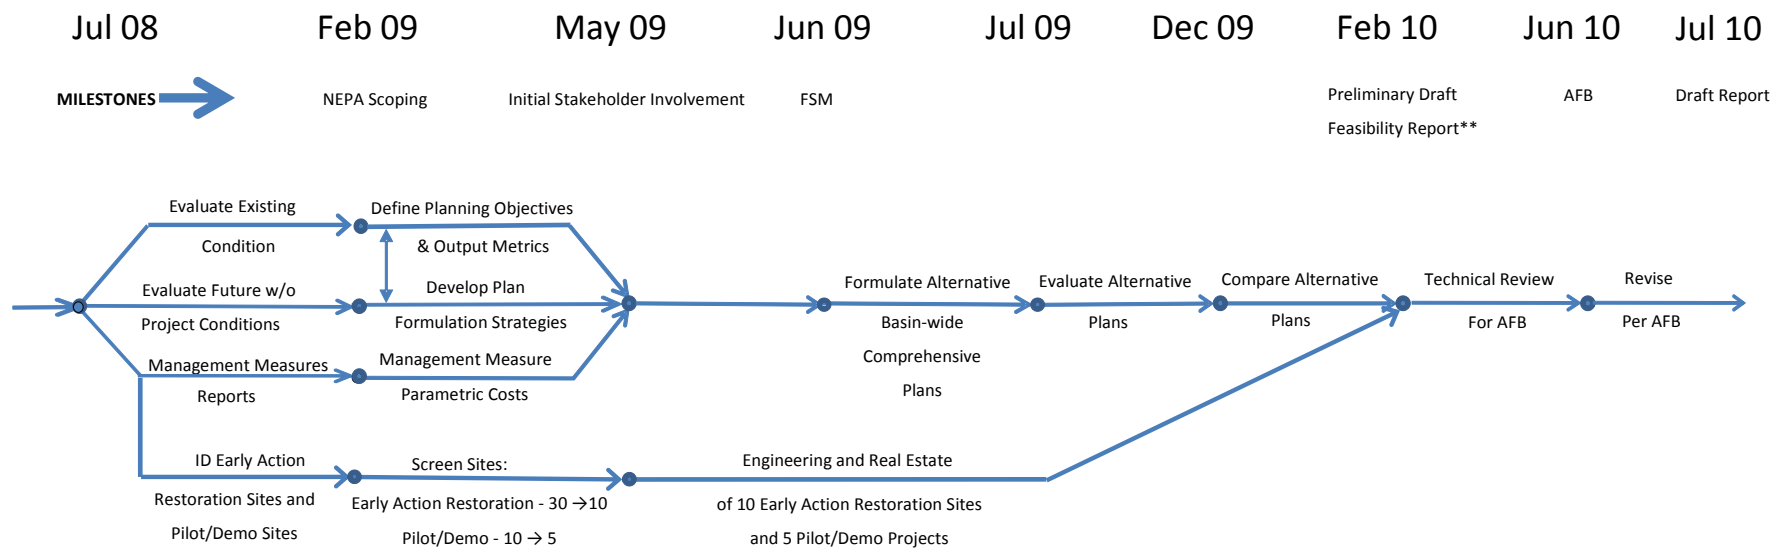 Jul 08 Feb 09 May 09 Jun 09 Jul 09 Dec 09 Feb 10 Jun 10 Jul 10
MILESTONES NEPA Scoping Initial Stakeholder Involvement FSM Preliminary Draft AFB Draft Report
Feasibility Report**
Evaluate Existing
Condition
Define Planning Objectives
& Output Metrics
Evaluate Future w/o
Project Conditions
Develop Plan
Formulation Strategies
Management Measures
Reports
Management Measure
Parametric Costs
Formulate Alternative
Basin-wide
Comprehensive
Plans
Evaluate Alternative
Plans
Compare Alternative
Plans
Technical Review
For AFB
Revise
Per AFB
ID Early Action
Restoration Sites and
Pilot/Demo Sites
Screen Sites:
Early Action Restoration - 30 →10
Pilot/Demo - 10 → 5
Engineering and Real Estate
of 10 Early Action Restoration Sites
and 5 Pilot/Demo Projects